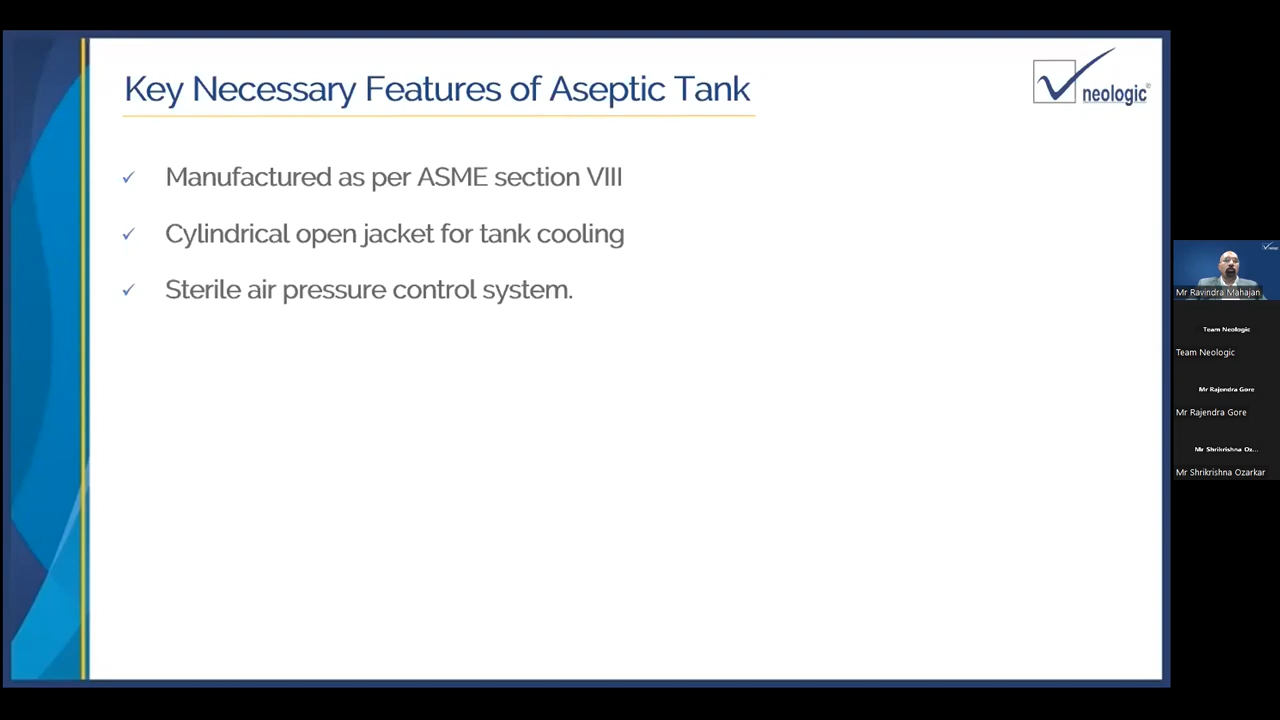 Key Necessary Features of Aseptic Tank
neologic®
✓ Manufactured as per ASME section VIII
✓ Cylindrical open jacket for tank cooling
✓ Sterile air pressure control system.
neologic
Mr Ravindra Mahajan
Team Neologic
Team Neologic
Mr Rajendra Gore
Mr Rajendra Gore
Mr Shrikrishna Oz...
Mr Shrikrishna Ozarkar